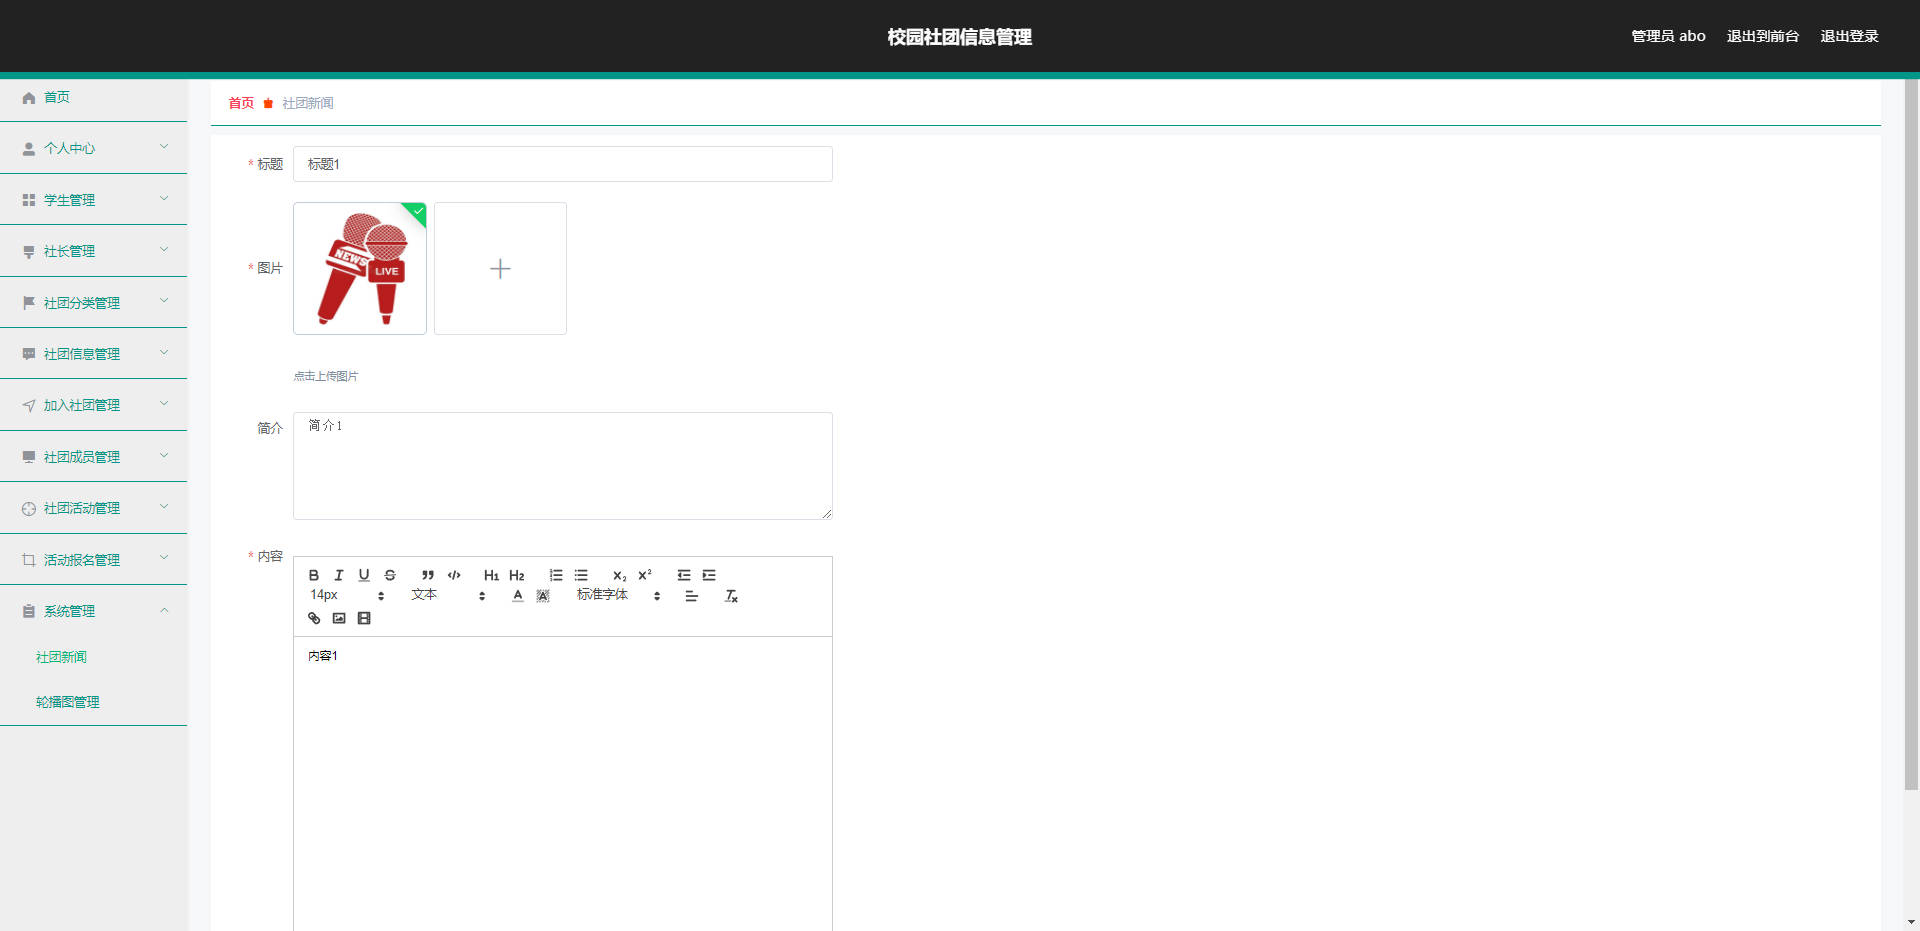 校园社团信息管理
管理员 abo 退出到前台 退出登录
首页
个人中心
学生管理
社长管理
社团分类管理
社团信息管理
加入社团管理
社团成员管理
社团活动管理
活动报名管理
系统管理
社团新闻
轮播图管理
首页 社团新闻
* 标题 标题1
* 图片
NEWS
LIVE
点击上传图片
简介 简介1
* 内容
B I U S H1 H2 X2 X2
14px 文本 A A 标准字体 Tx
内容1